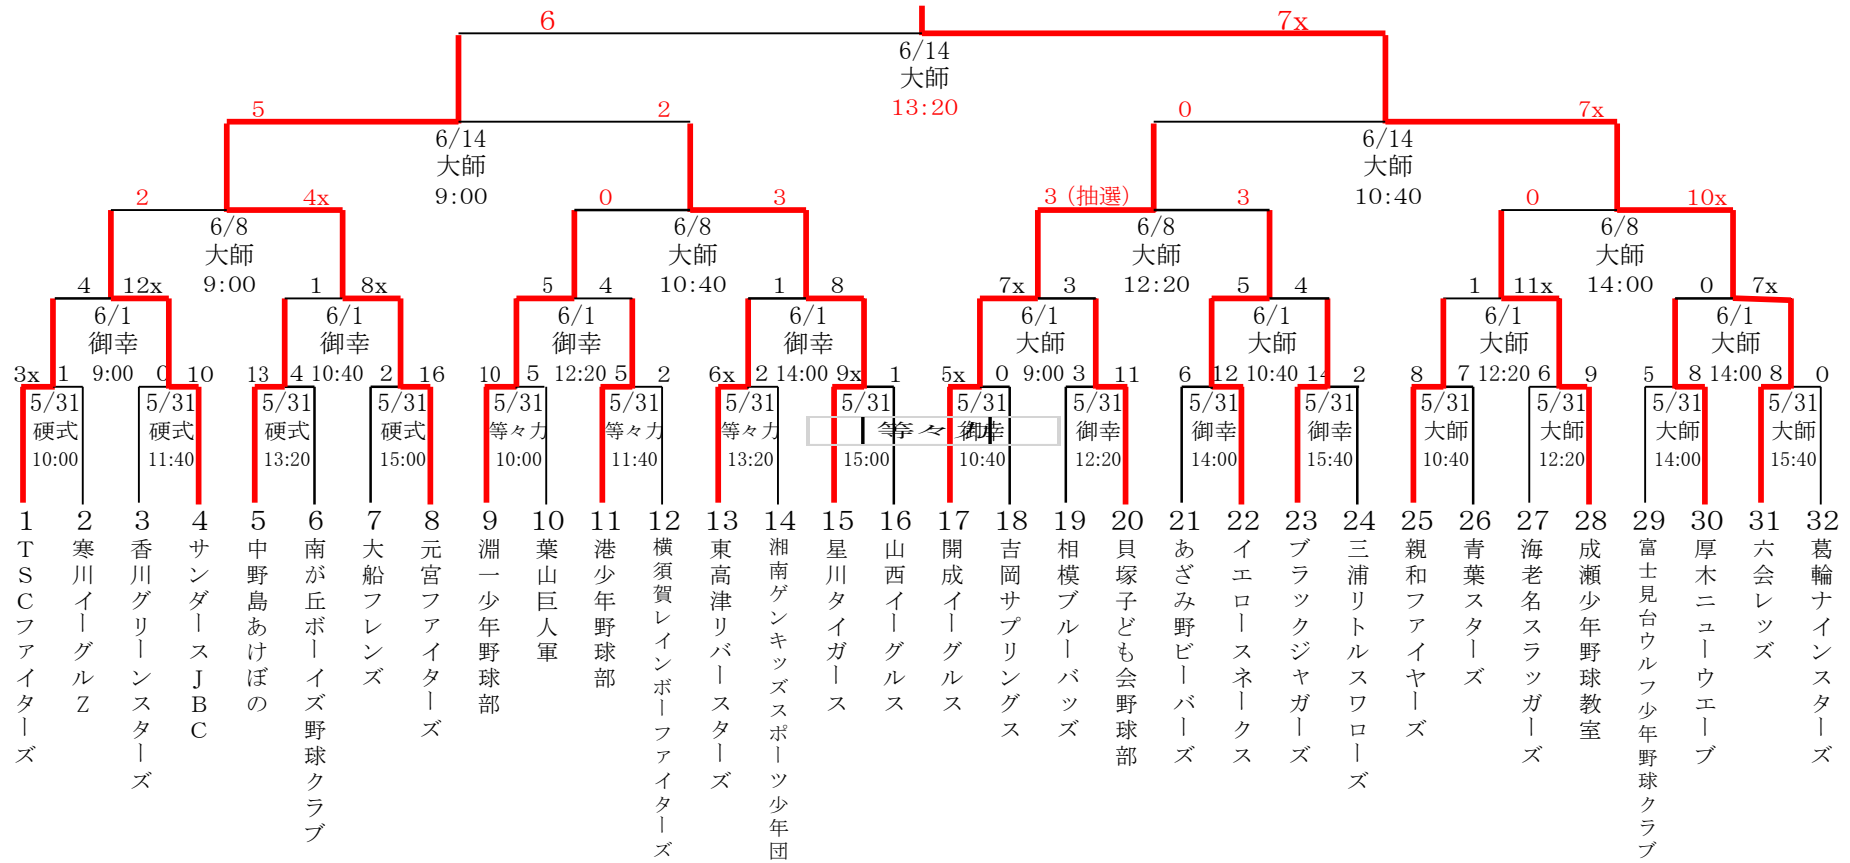 6 7x
6/14
大師
13:20
5 2 0 7x
6/14 6/14
大師 大師
9:00 10:40
2 4x 0 3 3（抽選） 3 0 10x
6/8 6/8 6/8 6/8
大師 大師 大師 大師
9:00 10:40 12:20 14:00
4 12x 1 8x 5 4 1 8 7x 3 5 4 1 11x 0 7x
6/1 6/1 6/1 6/1 6/1 6/1 6/1 6/1
御幸 御幸 御幸 御幸 大師 大師 大師 大師
9:00 10:40 12:20 14:00 9:00 10:40 12:20 14:00
3x 1 0 10 13 4 2 16 10 5 5 2 6x 2 9x 1 5x 0 3 11 6 12 14 2 8 7 6 9 5 8 8 0
5/31 5/31 5/31 5/31 5/31 5/31 5/31 5/31 5/31 5/31 5/31 5/31 5/31 5/31 5/31 5/31
硬式 硬式 硬式 硬式 等々力 等々力 等々力 等々力 御幸 御幸 御幸 御幸 大師 大師 大師 大師
10:00 11:40 13:20 15:00 10:00 11:40 13:20 15:00 10:40 12:20 14:00 15:40 10:40 12:20 14:00 15:40
1 TSCファイターズ
2 寒川イーグルZ
3 香川グリーンスターズ
4 サンダースJBC
5 中野島あけぼの
6 南が丘ボーイズ野球クラブ
7 大船フレンズ
8 元宮ファイターズ
9 淵一少年野球部
10 葉山巨人軍
11 港少年野球部
12 横須賀レインボーファイターズ
13 東高津リバースターズ
14 湘南ゲンキッズスポーツ少年団
15 星川タイガース
16 山西イーグルス
17 開成イーグルス
18 吉岡サプリングス
19 相模ブルーバッズ
20 貝塚子ども会野球部
21 あざみ野ビーバーズ
22 イエロースネークス
23 ブラックジャガーズ
24 三浦リトルスワローズ
25 親和ファイヤーズ
26 青葉スターズ
27 海老名スラッガーズ
28 成瀬少年野球教室
29 富士見台ウルフ少年野球クラブ
30 厚木ニューウエーブ
31 六会レッズ
32 葛輪ナインスターズ